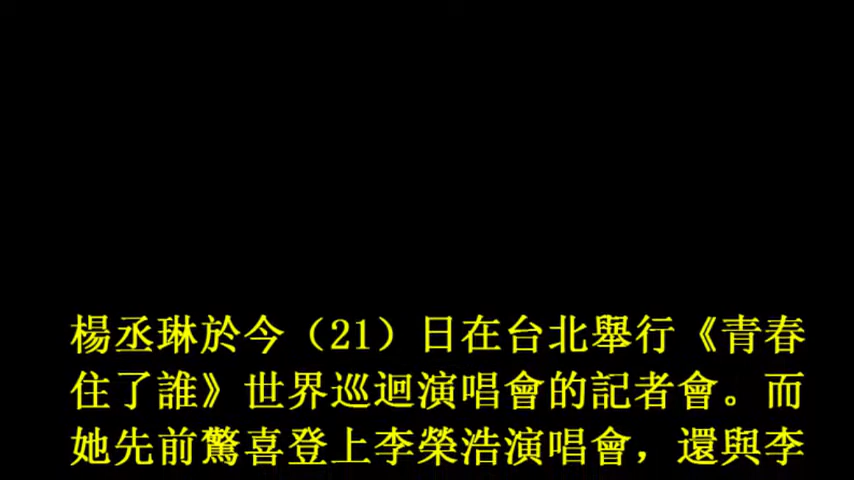 楊丞琳於今（21）日在台北舉行《青春
住了誰》世界巡迴演唱會的記者會。而
她先前驚喜登上李榮浩演唱會，還與李